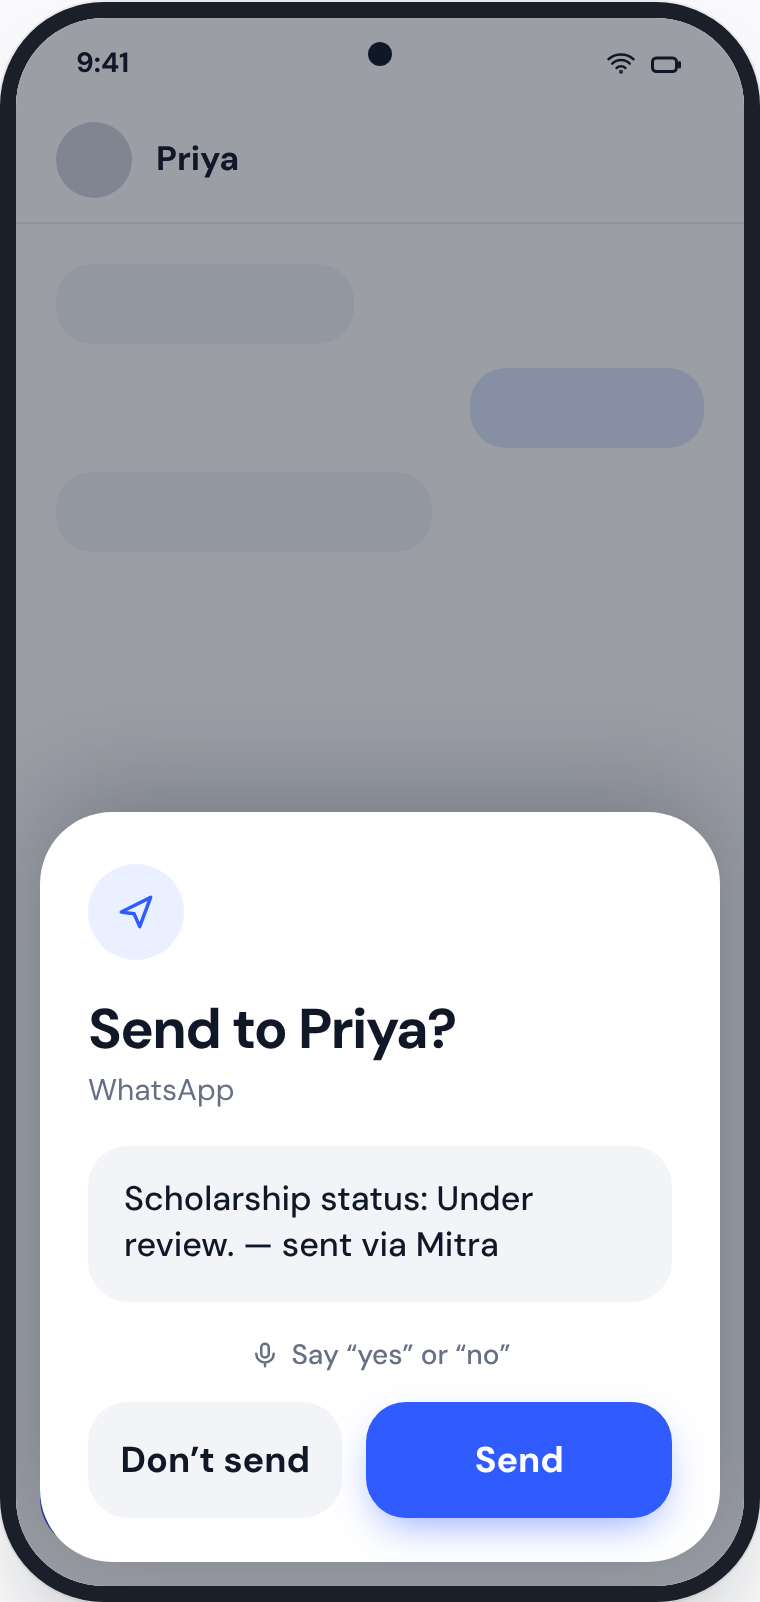 9:41
Priya
Send to Priya?
WhatsApp
Scholarship status: Under
review. — sent via Mitra
Say “yes” or “no”
Don’t send
Send